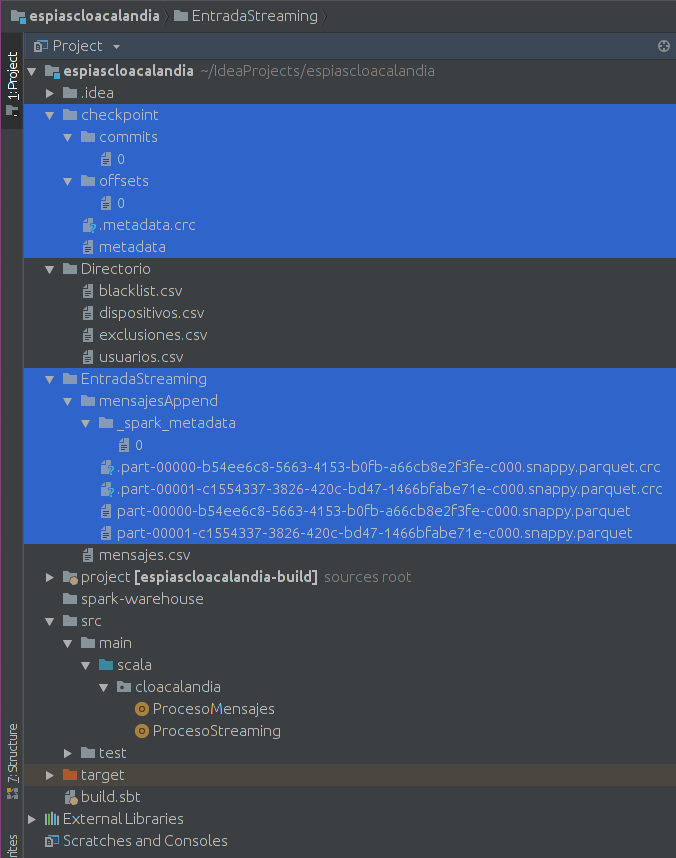 espiascloacalandia EntradaStreaming
Project
1: Project
espiascloacalandia ~/IdeaProjects/espiascloacalandia
.idea
checkpoint
commits
0
offsets
0
.metadata.crc
metadata
Directorio
blacklist.csv
dispositivos.csv
exclusiones.csv
usuarios.csv
EntradaStreaming
mensajesAppend
_spark_metadata
0
.part-00000-b54ee6c8-5663-4153-b0fb-a66cb8e2f3fe-c000.snappy.parquet.crc
.part-00001-c1554337-3826-420c-bd47-1466bfabe71e-c000.snappy.parquet.crc
part-00000-b54ee6c8-5663-4153-b0fb-a66cb8e2f3fe-c000.snappy.parquet
part-00001-c1554337-3826-420c-bd47-1466bfabe71e-c000.snappy.parquet
mensajes.csv
project [espiascloacalandia-build] sources root
spark-warehouse
src
main
scala
cloacalandia
ProcesoMensajes
ProcesoStreaming
test
target
build.sbt
External Libraries
Scratches and Consoles
7: Structure
rites